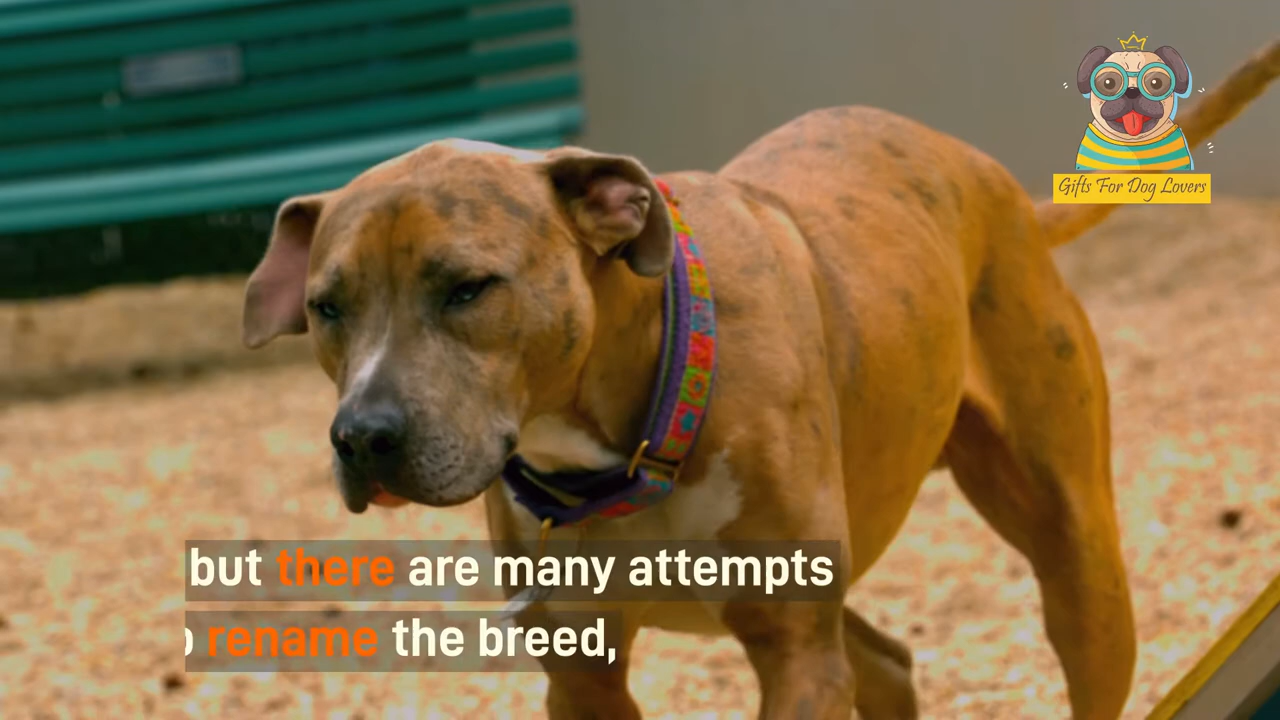 Gifts For Dog Lovers
but there are many attempts
rename the breed,